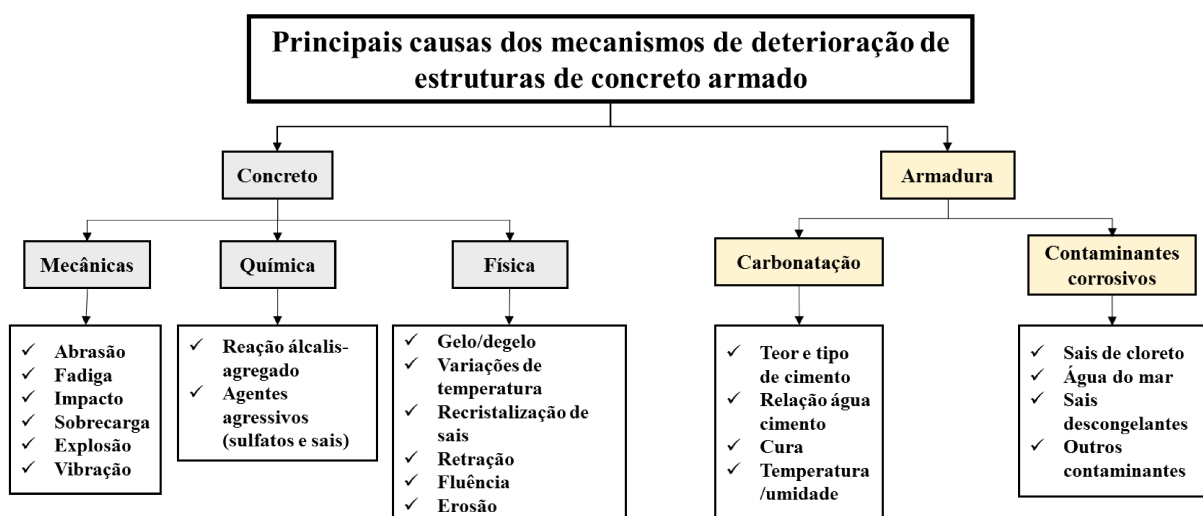 Principais causas dos mecanismos de deterioração de
estruturas de concreto armado
Concreto
Armadura
Mecânicas
Química
Física
Carbonatação
Contaminantes
corrosivos
✓ Abrasão
✓ Fadiga
✓ Impacto
✓ Sobrecarga
✓ Explosão
✓ Vibração
✓ Reação álcalis-
agregado
✓ Agentes
agressivos
(sulfatos e sais)
✓ Gelo/degelo
✓ Variações de
temperatura
✓ Recristalização de
sais
✓ Retração
✓ Fluência
✓ Erosão
✓ Teor e tipo
de cimento
✓ Relação água
cimento
✓ Cura
✓ Temperatura
/umidade
✓ Sais de cloreto
✓ Água do mar
✓ Sais
descongelantes
✓ Outros
contaminantes